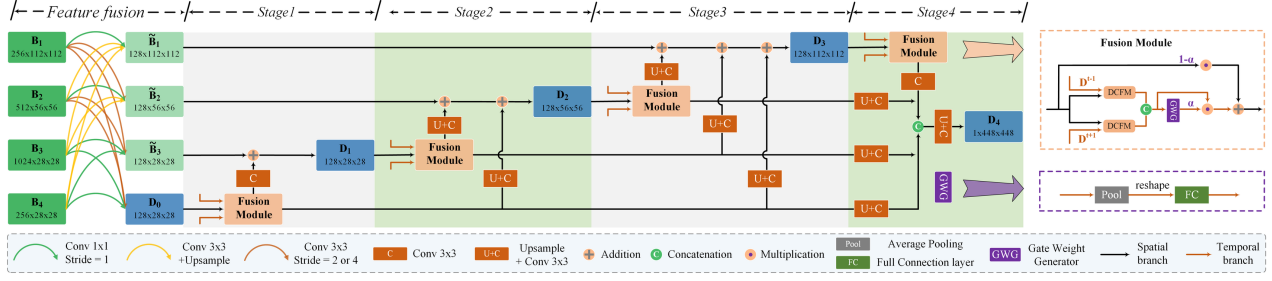 Feature fusion
Stage1
Stage2
Stage3
Stage4
B1
256x112x112
B̃1
128x112x112
B2
512x56x56
B̃2
128x56x56
B3
1024x28x28
B̃3
128x28x28
B4
256x28x28
D0
128x28x28
C
Fusion
Module
D1
128x28x28
U+C
Fusion
Module
U+C
D2
128x56x56
U+C
Fusion
Module
U+C
U+C
D3
128x112x112
Fusion
Module
C
U+C
U+C
U+C
C
U+C
D4
1x448x448
GWG
Fusion Module
1-α
Dt-1
DCFM
DCFM
Dt+1
C
GWG
α
Pool
reshape
FC
Conv 1x1
Stride = 1
Conv 3x3
+Upsample
Conv 3x3
Stride = 2 or 4
C
Conv 3x3
U+C
Upsample
+ Conv 3x3
Addition
C
Concatenation
Multiplication
Pool
Average Pooling
FC
Full Connection layer
GWG
Gate Weight
Generator
Spatial
branch
Temporal
branch